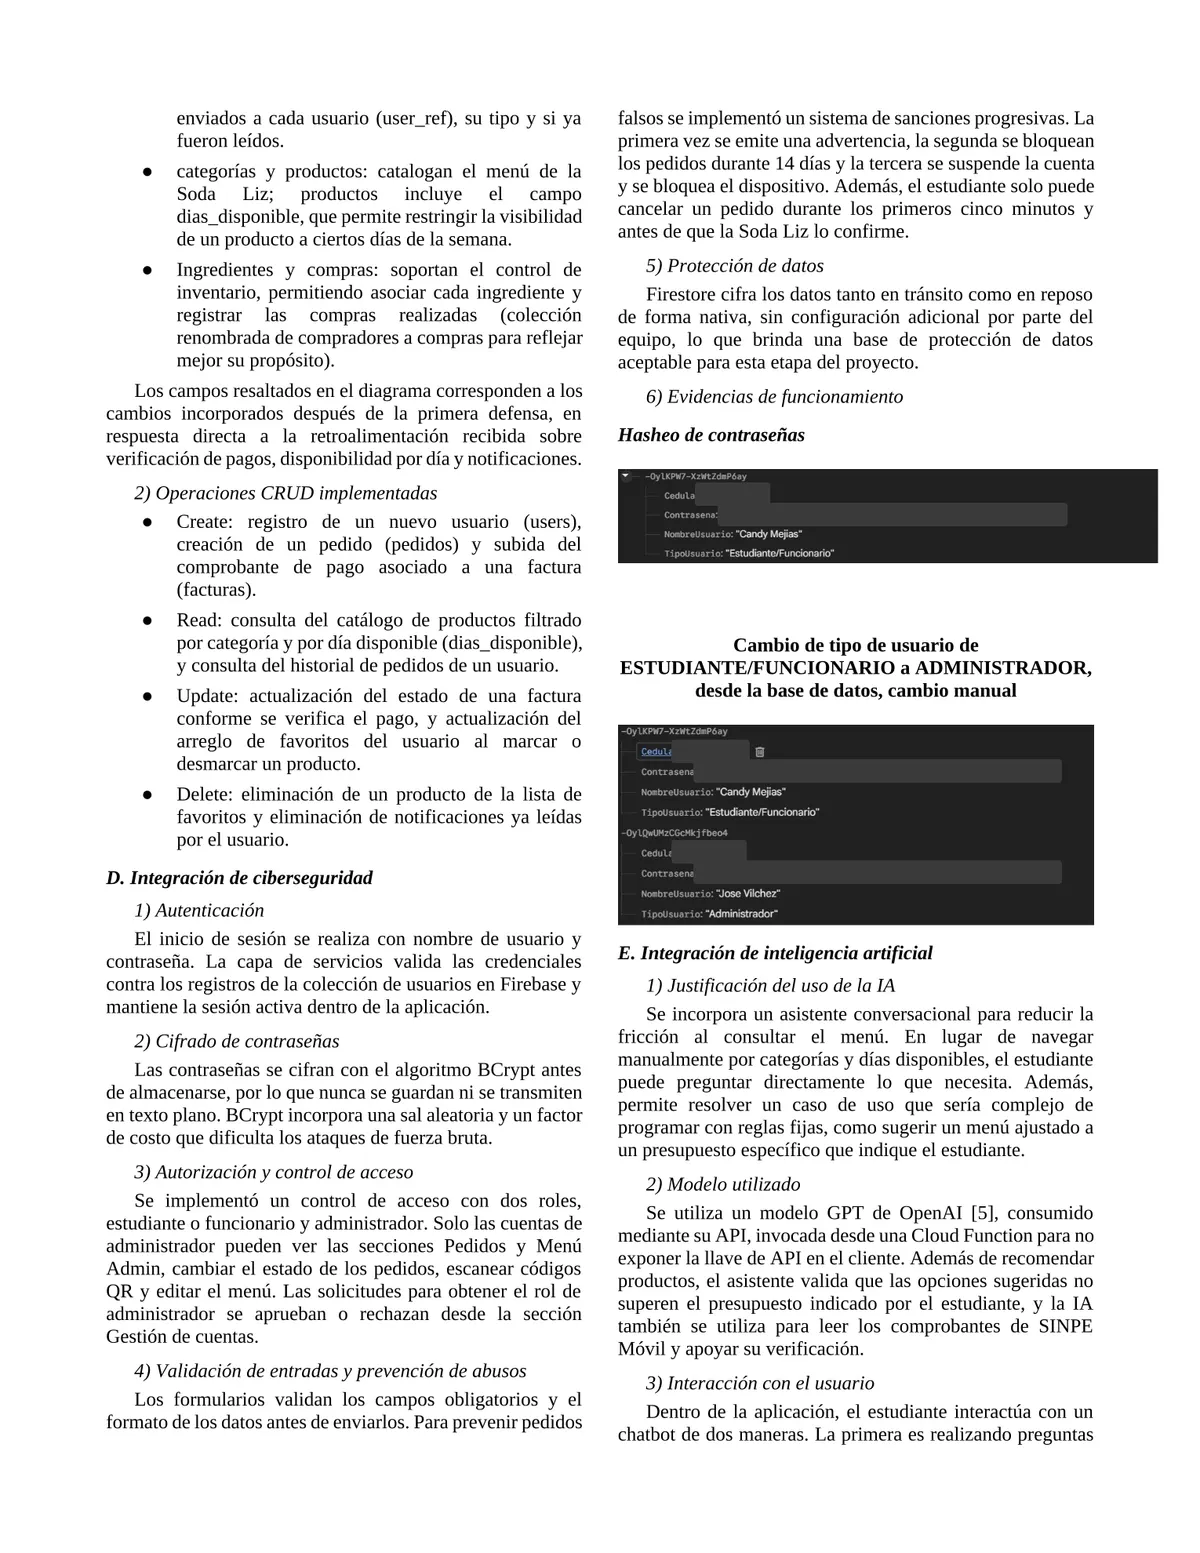 enviados a cada usuario (user_ref), su tipo y si ya
fueron leídos.
● categorías y productos: catalogan el menú de la
Soda Liz; productos incluye el campo
dias_disponible, que permite restringir la visibilidad
de un producto a ciertos días de la semana.
● Ingredientes y compras: soportan el control de
inventario, permitiendo asociar cada ingrediente y
registrar las compras realizadas (colección
renombrada de compradores a compras para reflejar
mejor su propósito).
Los campos resaltados en el diagrama corresponden a los
cambios incorporados después de la primera defensa, en
respuesta directa a la retroalimentación recibida sobre
verificación de pagos, disponibilidad por día y notificaciones.
2) Operaciones CRUD implementadas
● Create: registro de un nuevo usuario (users),
creación de un pedido (pedidos) y subida del
comprobante de pago asociado a una factura
(facturas).
● Read: consulta del catálogo de productos filtrado
por categoría y por día disponible (dias_disponible),
y consulta del historial de pedidos de un usuario.
● Update: actualización del estado de una factura
conforme se verifica el pago, y actualización del
arreglo de favoritos del usuario al marcar o
desmarcar un producto.
● Delete: eliminación de un producto de la lista de
favoritos y eliminación de notificaciones ya leídas
por el usuario.
D. Integración de ciberseguridad
1) Autenticación
El inicio de sesión se realiza con nombre de usuario y
contraseña. La capa de servicios valida las credenciales
contra los registros de la colección de usuarios en Firebase y
mantiene la sesión activa dentro de la aplicación.
2) Cifrado de contraseñas
Las contraseñas se cifran con el algoritmo BCrypt antes
de almacenarse, por lo que nunca se guardan ni se transmiten
en texto plano. BCrypt incorpora una sal aleatoria y un factor
de costo que dificulta los ataques de fuerza bruta.
3) Autorización y control de acceso
Se implementó un control de acceso con dos roles,
estudiante o funcionario y administrador. Solo las cuentas de
administrador pueden ver las secciones Pedidos y Menú
Admin, cambiar el estado de los pedidos, escanear códigos
QR y editar el menú. Las solicitudes para obtener el rol de
administrador se aprueban o rechazan desde la sección
Gestión de cuentas.
4) Validación de entradas y prevención de abusos
Los formularios validan los campos obligatorios y el
formato de los datos antes de enviarlos. Para prevenir pedidos
falsos se implementó un sistema de sanciones progresivas. La
primera vez se emite una advertencia, la segunda se bloquean
los pedidos durante 14 días y la tercera se suspende la cuenta
y se bloquea el dispositivo. Además, el estudiante solo puede
cancelar un pedido durante los primeros cinco minutos y
antes de que la Soda Liz lo confirme.
5) Protección de datos
Firestore cifra los datos tanto en tránsito como en reposo
de forma nativa, sin configuración adicional por parte del
equipo, lo que brinda una base de protección de datos
aceptable para esta etapa del proyecto.
6) Evidencias de funcionamiento
Hasheo de contraseñas
-OylKPW7-XzWtZdmP6ay
Cedula
Contrasena:
NombreUsuario: "Candy Mejias"
TipoUsuario: "Estudiante/Funcionario"
Cambio de tipo de usuario de
ESTUDIANTE/FUNCIONARIO a ADMINISTRADOR,
desde la base de datos, cambio manual
-OylKPW7-XzWtZdmP6ay
Cedula
Contrasena
NombreUsuario: "Candy Mejias"
TipoUsuario: "Estudiante/Funcionario"
-OylQwUMzCGcMkjfbeo4
Cedula
Contrasena
NombreUsuario: "Jose Vilchez"
TipoUsuario: "Administrador"
E. Integración de inteligencia artificial
1) Justificación del uso de la IA
Se incorpora un asistente conversacional para reducir la
fricción al consultar el menú. En lugar de navegar
manualmente por categorías y días disponibles, el estudiante
puede preguntar directamente lo que necesita. Además,
permite resolver un caso de uso que sería complejo de
programar con reglas fijas, como sugerir un menú ajustado a
un presupuesto específico que indique el estudiante.
2) Modelo utilizado
Se utiliza un modelo GPT de OpenAI [5], consumido
mediante su API, invocada desde una Cloud Function para no
exponer la llave de API en el cliente. Además de recomendar
productos, el asistente valida que las opciones sugeridas no
superen el presupuesto indicado por el estudiante, y la IA
también se utiliza para leer los comprobantes de SINPE
Móvil y apoyar su verificación.
3) Interacción con el usuario
Dentro de la aplicación, el estudiante interactúa con un
chatbot de dos maneras. La primera es realizando preguntas